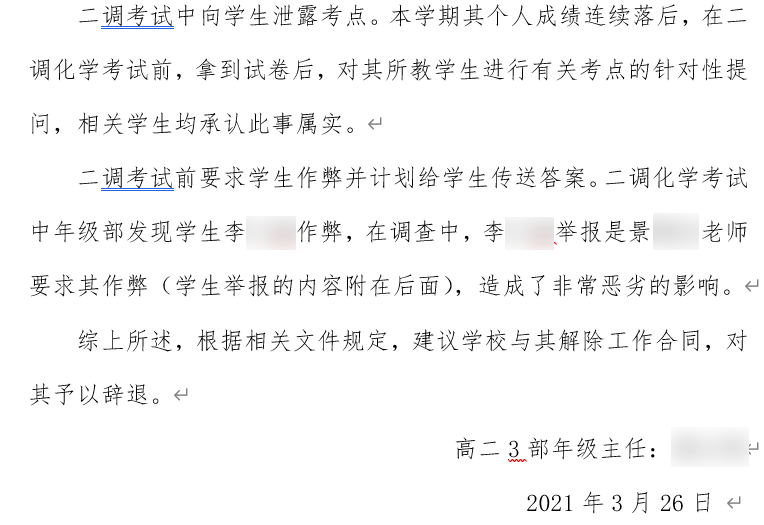 二调考试中向学生泄露考点。本学期其个人成绩连续落后，在二
调化学考试前，拿到试卷后，对其所教学生进行有关考点的针对性提
问，相关学生均承认此事属实。
二调考试前要求学生作弊并计划给学生传送答案。二调化学考试
中年级部发现学生李 作弊，在调查中，李 举报是景 老师
要求其作弊（学生举报的内容附在后面），造成了非常恶劣的影响。
综上所述，根据相关文件规定，建议学校与其解除工作合同，对
其予以辞退。
高二 3 部年级主任：
2021 年 3 月 26 日